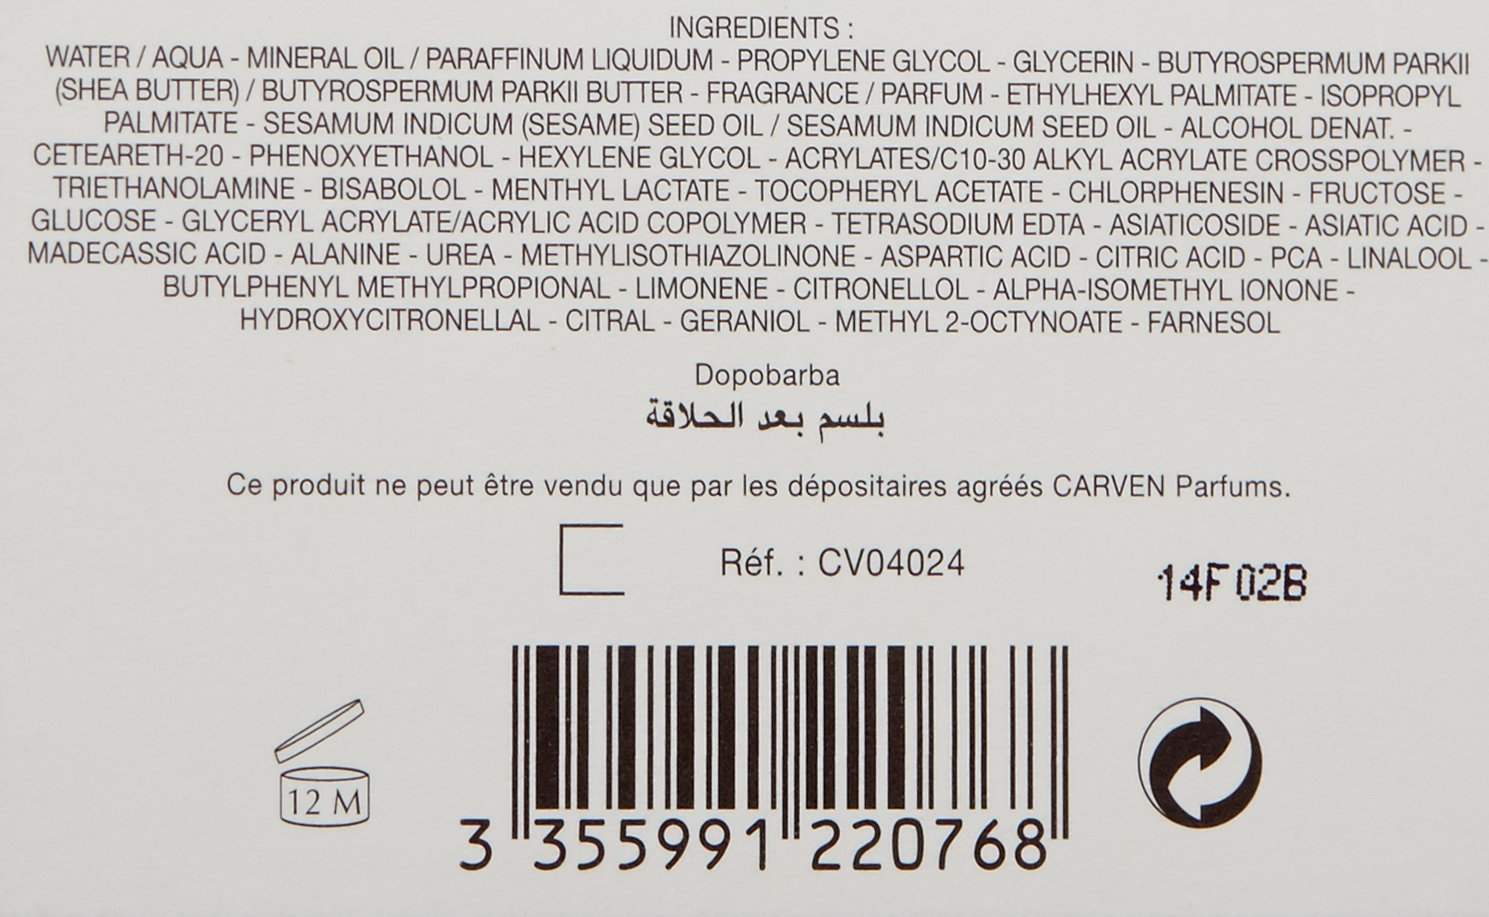 INGREDIENTS :
WATER / AQUA - MINERAL OIL / PARAFFINUM LIQUIDUM - PROPYLENE GLYCOL - GLYCERIN - BUTYROSPERMUM PARKII
(SHEA BUTTER) / BUTYROSPERMUM PARKII BUTTER - FRAGRANCE / PARFUM - ETHYLHEXYL PALMITATE - ISOPROPYL
PALMITATE - SESAMUM INDICUM (SESAME) SEED OIL / SESAMUM INDICUM SEED OIL - ALCOHOL DENAT. -
CETEARETH-20 - PHENOXYETHANOL - HEXYLENE GLYCOL - ACRYLATES/C10-30 ALKYL ACRYLATE CROSSPOLYMER -
TRIETHANOLAMINE - BISABOLOL - MENTHYL LACTATE - TOCOPHERYL ACETATE - CHLORPHENESIN - FRUCTOSE -
GLUCOSE - GLYCERYL ACRYLATE/ACRYLIC ACID COPOLYMER - TETRASODIUM EDTA - ASIATICOSIDE - ASIATIC ACID -
MADECASSIC ACID - ALANINE - UREA - METHYLISOTHIAZOLINONE - ASPARTIC ACID - CITRIC ACID - PCA - LINALOOL -
BUTYLPHENYL METHYLPROPIONAL - LIMONENE - CITRONELLOL - ALPHA-ISOMETHYL IONONE -
HYDROXYCITRONELLAL - CITRAL - GERANIOL - METHYL 2-OCTYNOATE - FARNESOL
Dopobarba
بلسم بعد الحلاقة
Ce produit ne peut être vendu que par les dépositaires agréés CARVEN Parfums.
Réf. : CV04024
14F02B
12 M
3 355991 220768